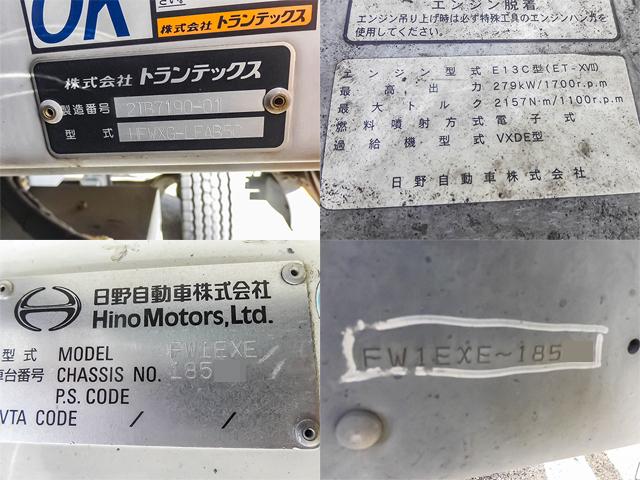 OK
株式会社 トランテックス
株式会社 トランテックス
製造番号 21B7190-01
型式 HFWXG-LFAB50
エンジン脱着
エンジン吊り上げ時は必ず特殊工具のエンジンハンガを
使用してください。
エンジン型式 E13C型(ET-XVII)
最高出力 279kW/1700r.p.m
最大トルク 2157N·m/1100r.p.m
燃料噴射方式 電子式
過給機型式 VXDE型
日野自動車株式会社
日野自動車株式会社
Hino Motors, Ltd.
型式 MODEL FW1EXE
車台番号 CHASSIS NO. 185
P.S. CODE
VTA CODE / /
FW1EXE~185